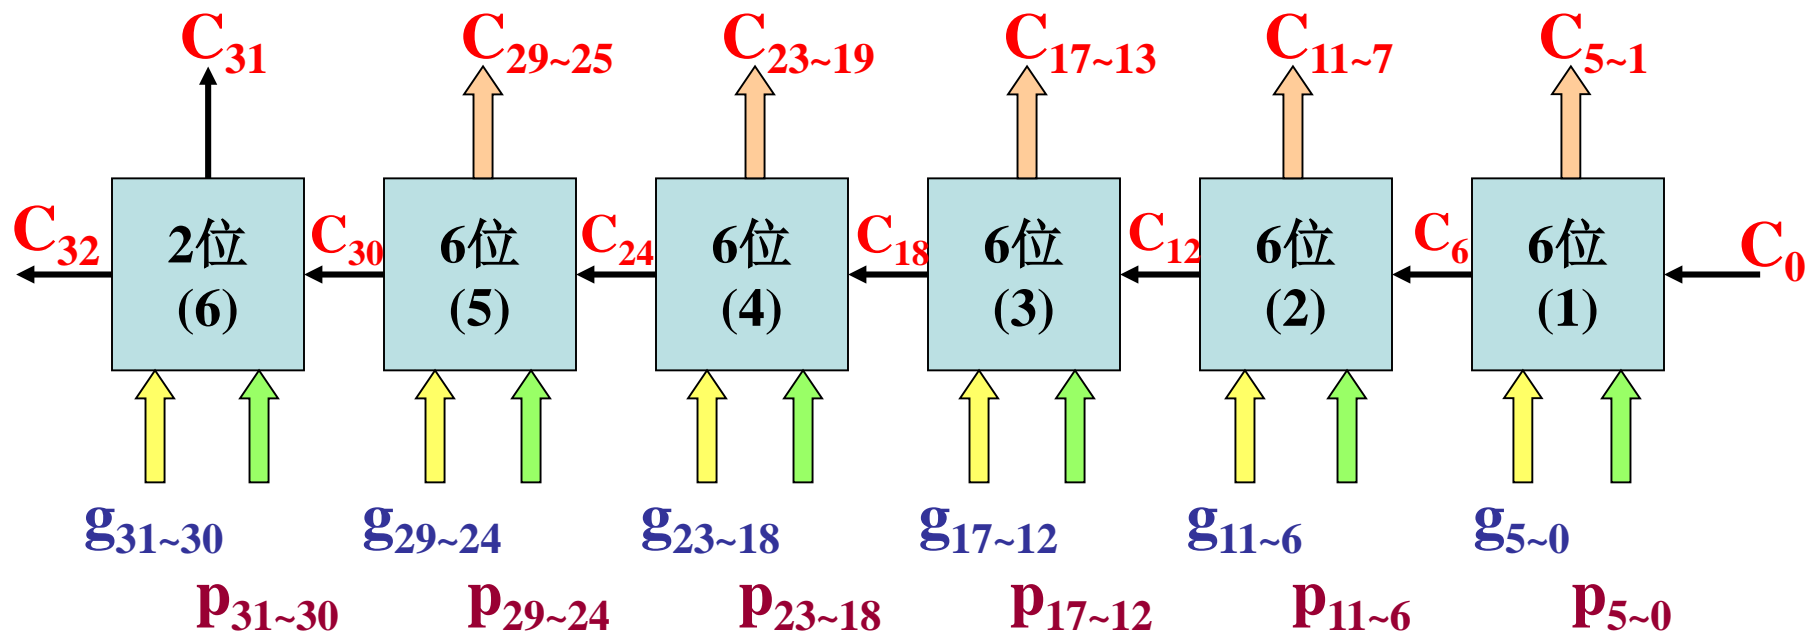 C31 C29~25 C23~19 C17~13 C11~7 C5~1
C32 2位 C30 6位 C24 6位 C18 6位 C12 6位 C6 6位 C0
(6) (5) (4) (3) (2) (1)
g31~30 g29~24 g23~18 g17~12 g11~6 g5~0
p31~30 p29~24 p23~18 p17~12 p11~6 p5~0